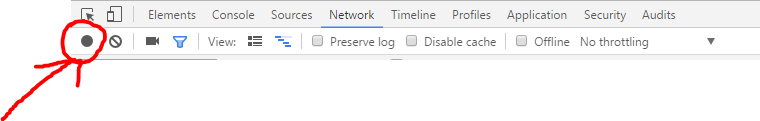 Elements Console Sources Network Timeline Profiles Application Security Audits
View: Preserve log Disable cache Offline No throttling